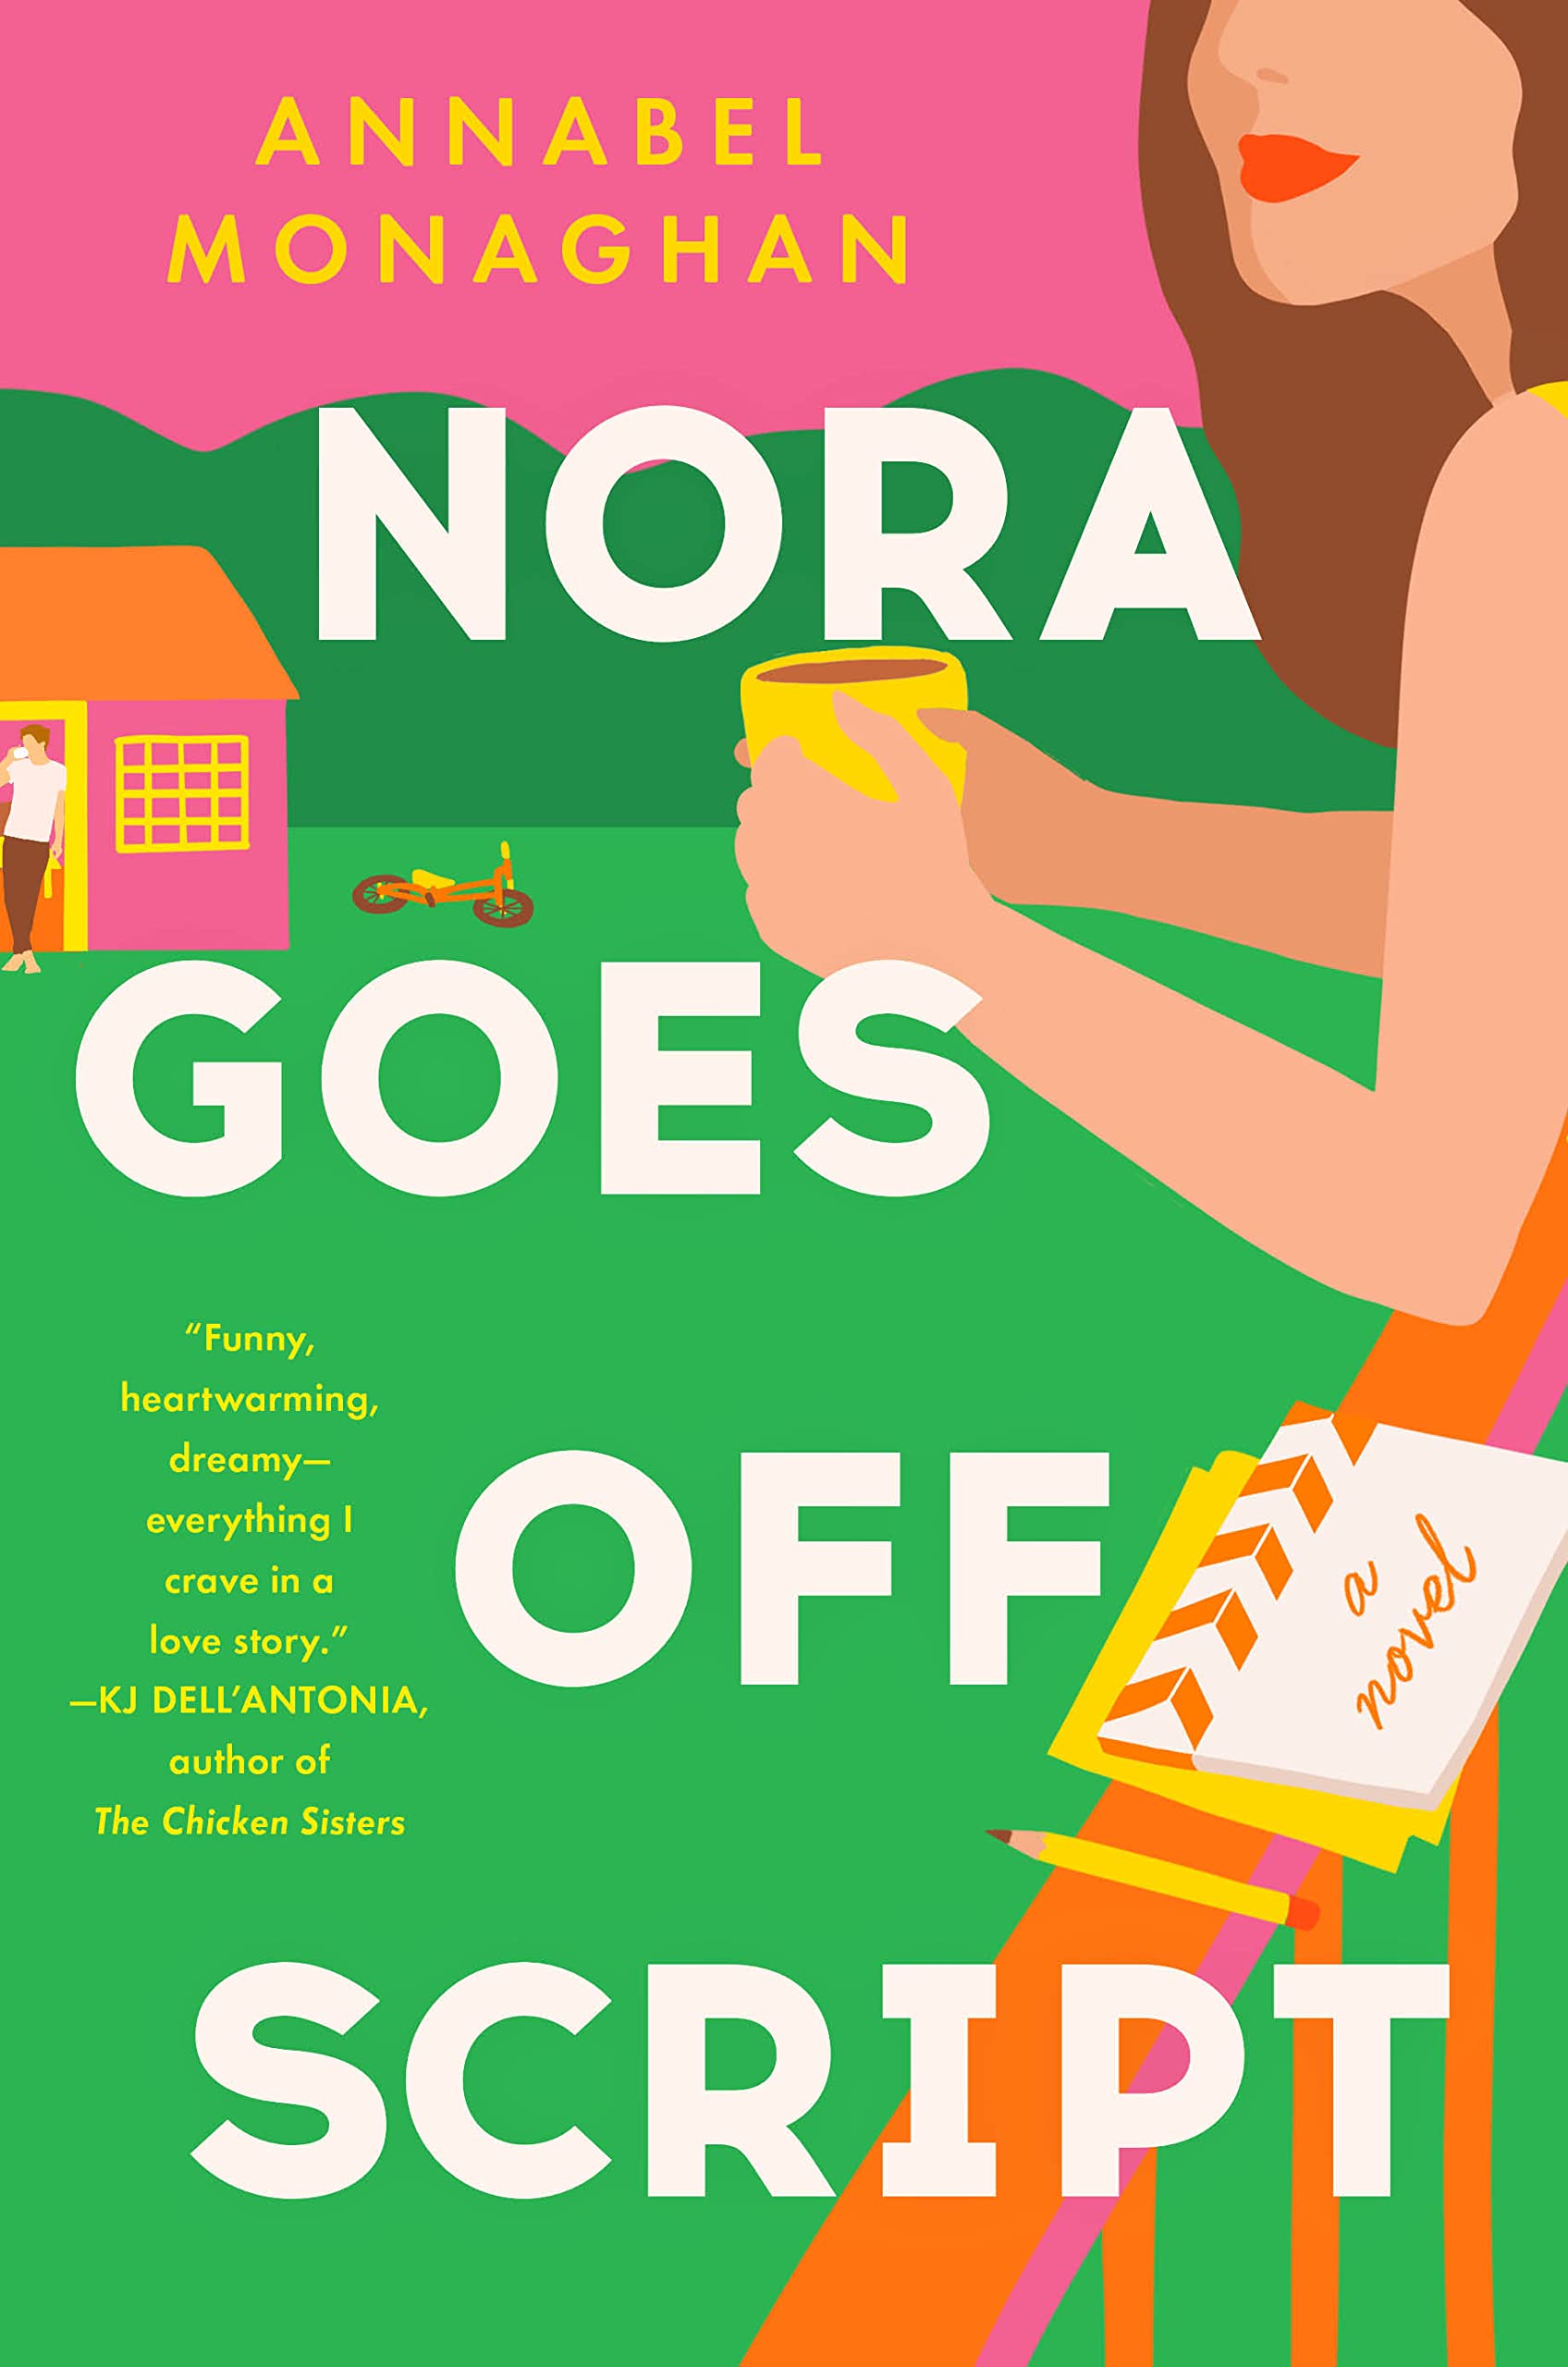 ANNABEL
MONAGHAN
NORA
GOES
OFF
SCRIPT
“Funny,
heartwarming,
dreamy—
everything I
crave in a
love story.”
—KJ DELL’ANTONIA,
author of
The Chicken Sisters
a
novel